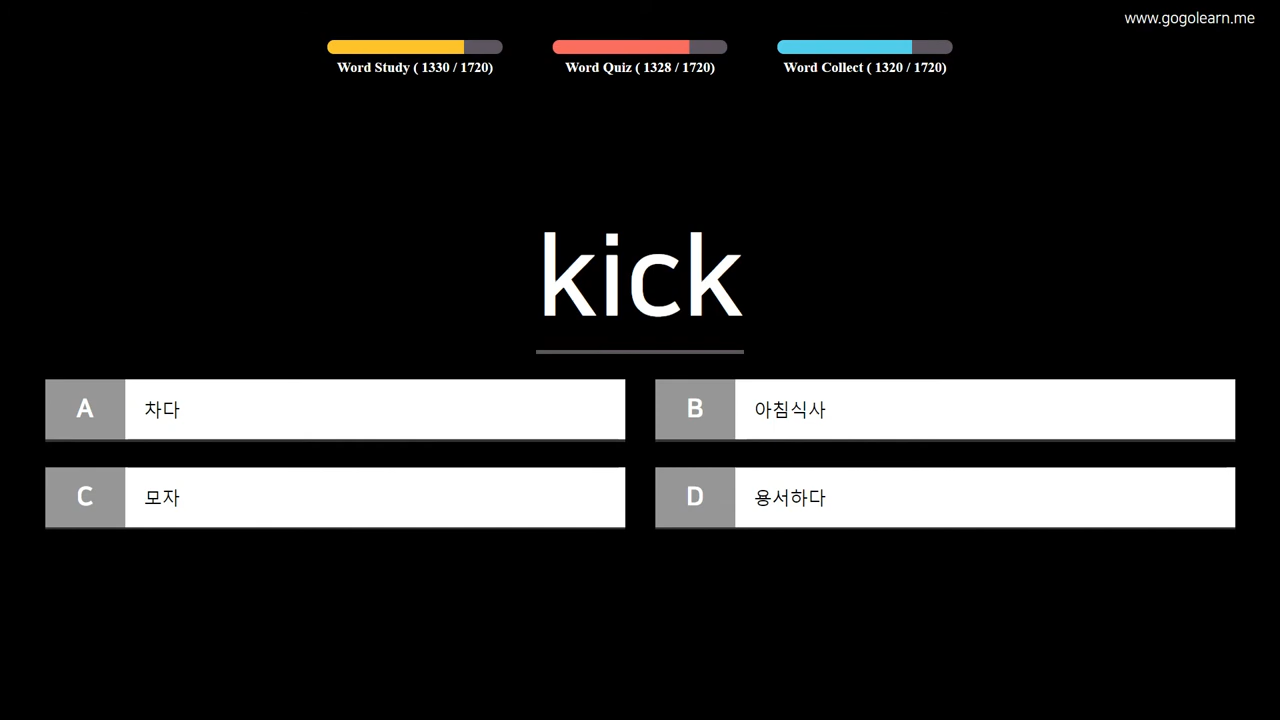 www.gogolearn.me
Word Study ( 1330 / 1720) Word Quiz ( 1328 / 1720) Word Collect ( 1320 / 1720)
kick
A 차다
B 아침식사
C 모자
D 용서하다